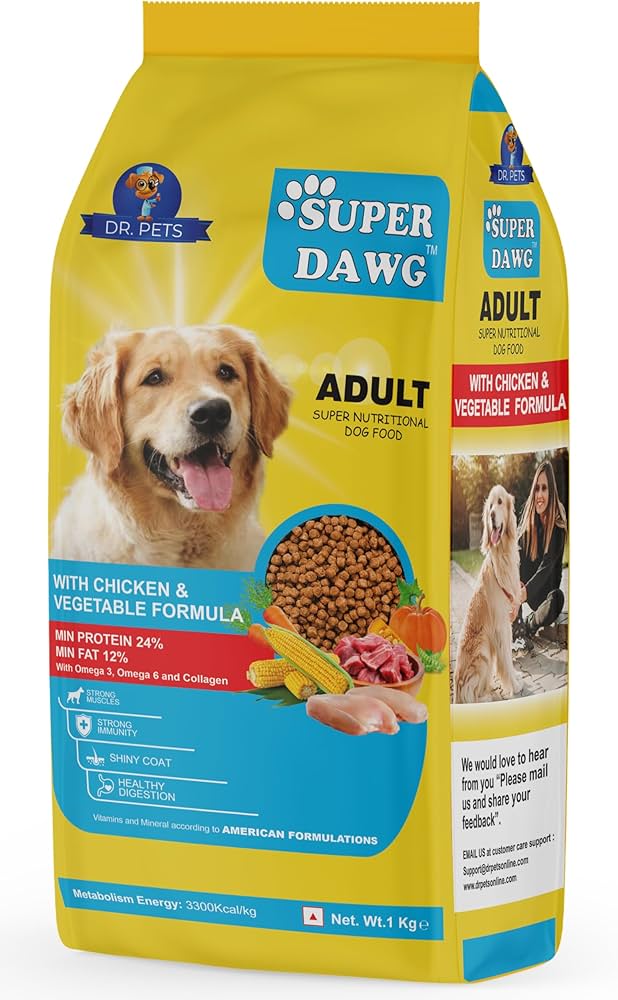 DR. PETS
SUPER
DAWG™
ADULT
SUPER NUTRITIONAL
DOG FOOD
WITH CHICKEN &
VEGETABLE FORMULA
MIN PROTEIN 24%
MIN FAT 12%
With Omega 3, Omega 6 and Collagen
STRONG
MUSCLES
STRONG
IMMUNITY
SHINY COAT
HEALTHY
DIGESTION
Vitamins and Mineral according to AMERICAN FORMULATIONS
Metabolism Energy: 3300Kcal/kg
Net. Wt.1 Kg℮
DR. PETS
SUPER
DAWG™
ADULT
SUPER NUTRITIONAL
DOG FOOD
WITH CHICKEN &
VEGETABLE FORMULA
We would love to hear
from you “Please mail
us and share your
feedback”.
EMAIL US at customer care support :
Support@drpetsonline.com
www.drpetsonline.com